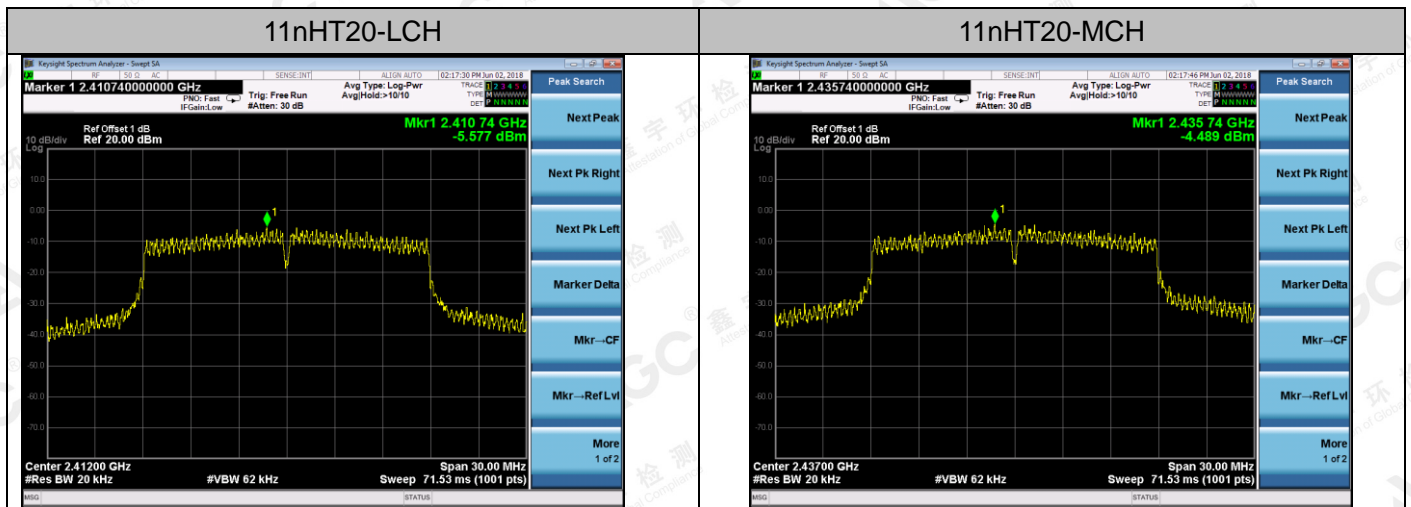 11nHT20-LCH
Keysight Spectrum Analyzer - Swept SA
RF 50 Ω AC SENSE:INT ALIGN AUTO 02:17:30 PM Jun 02, 2018
Marker 1 2.410740000000 GHz
PNO: Fast
IFGain:Low
Trig: Free Run
#Atten: 30 dB
Avg Type: Log-Pwr
Avg|Hold:>10/10
TRACE 1 2 3 4 5 6
TYPE M WWWWW
DET P NNNNN
Peak Search
Mkr1 2.410 74 GHz
-5.577 dBm
Ref Offset 1 dB
10 dB/div Ref 20.00 dBm
Log
10.0
0.00
-10.0
-20.0
-30.0
-40.0
-50.0
-60.0
-70.0
1
Center 2.41200 GHz Span 30.00 MHz
#Res BW 20 kHz #VBW 62 kHz Sweep 71.53 ms (1001 pts)
MSG STATUS
Next Peak
Next Pk Right
Next Pk Left
Marker Delta
Mkr→CF
Mkr→Ref Lvl
More
1 of 2
11nHT20-MCH
Keysight Spectrum Analyzer - Swept SA
RF 50 Ω AC SENSE:INT ALIGN AUTO 02:17:46 PM Jun 02, 2018
Marker 1 2.435740000000 GHz
PNO: Fast
IFGain:Low
Trig: Free Run
#Atten: 30 dB
Avg Type: Log-Pwr
Avg|Hold:>10/10
TRACE 1 2 3 4 5 6
TYPE M WWWWW
DET P NNNNN
Peak Search
Mkr1 2.435 74 GHz
-4.489 dBm
Ref Offset 1 dB
10 dB/div Ref 20.00 dBm
Log
10.0
0.00
-10.0
-20.0
-30.0
-40.0
-50.0
-60.0
-70.0
1
Center 2.43700 GHz Span 30.00 MHz
#Res BW 20 kHz #VBW 62 kHz Sweep 71.53 ms (1001 pts)
MSG STATUS
Next Peak
Next Pk Right
Next Pk Left
Marker Delta
Mkr→CF
Mkr→Ref Lvl
More
1 of 2